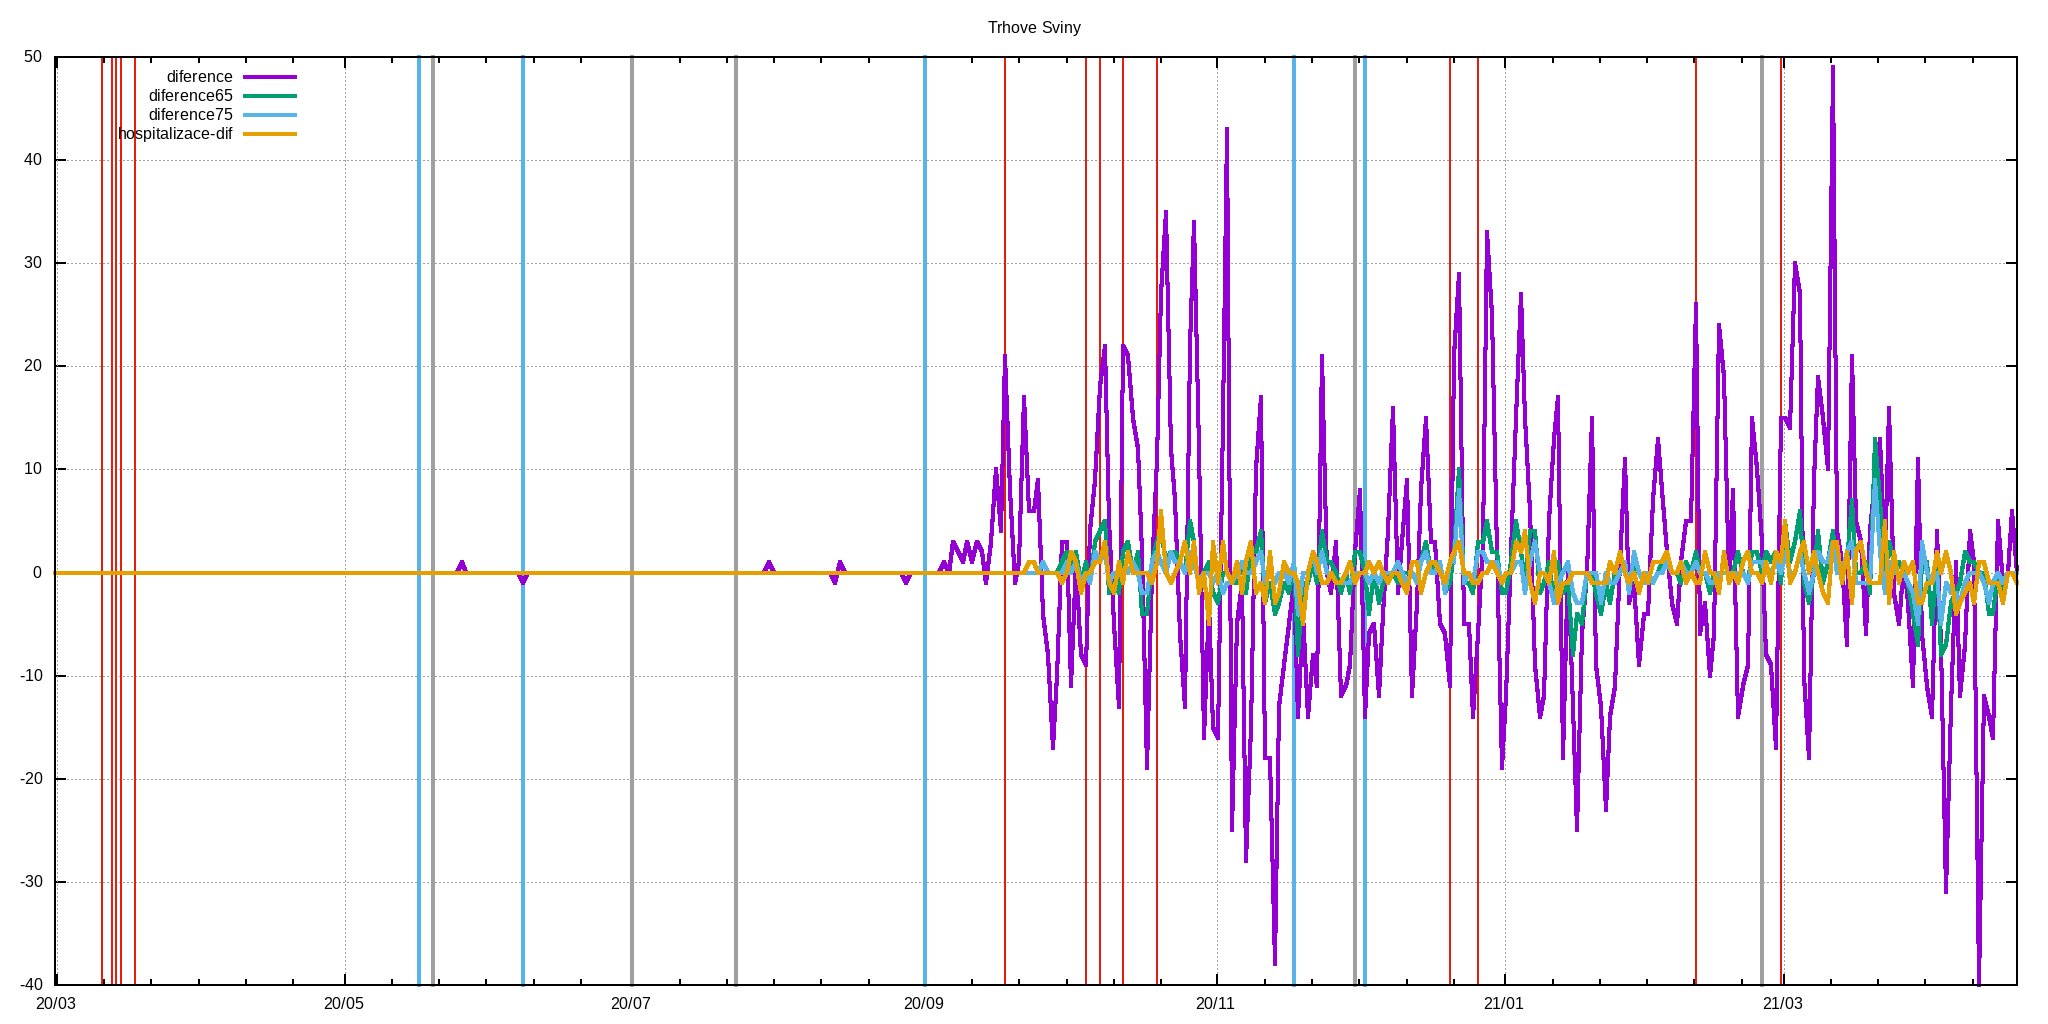 Trhove Sviny
50
diference
diference65
diference75
hospitalizace-dif
40
30
20
10
0
-10
-20
-30
-40
20/03 20/05 20/07 20/09 20/11 21/01 21/03